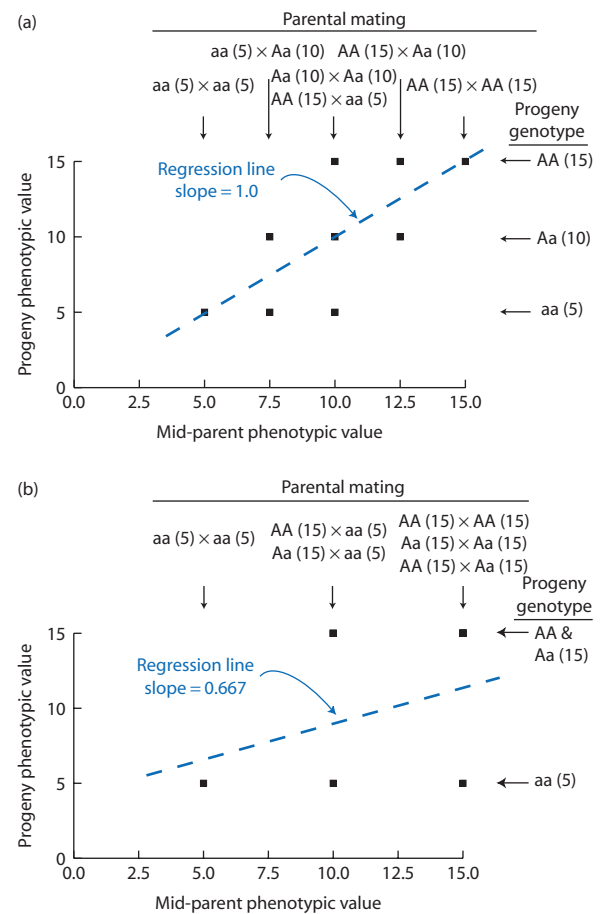 (a)
Parental mating
aa (5) × Aa (10) AA (15) × Aa (10)
aa (5) × aa (5)
Aa (10) × Aa (10)
AA (15) × aa (5)
AA (15) × AA (15)
Progeny
genotype
Progeny phenotypic value
15
10
5
0
Regression line
slope = 1.0
AA (15)
Aa (10)
aa (5)
0.0 2.5 5.0 7.5 10.0 12.5 15.0
Mid-parent phenotypic value
(b)
Parental mating
aa (5) × aa (5)
AA (15) × aa (5)
Aa (15) × aa (5)
AA (15) × AA (15)
Aa (15) × Aa (15)
AA (15) × Aa (15)
Progeny
genotype
Progeny phenotypic value
15
10
5
0
Regression line
slope = 0.667
AA &
Aa (15)
aa (5)
0.0 2.5 5.0 7.5 10.0 12.5 15.0
Mid-parent phenotypic value